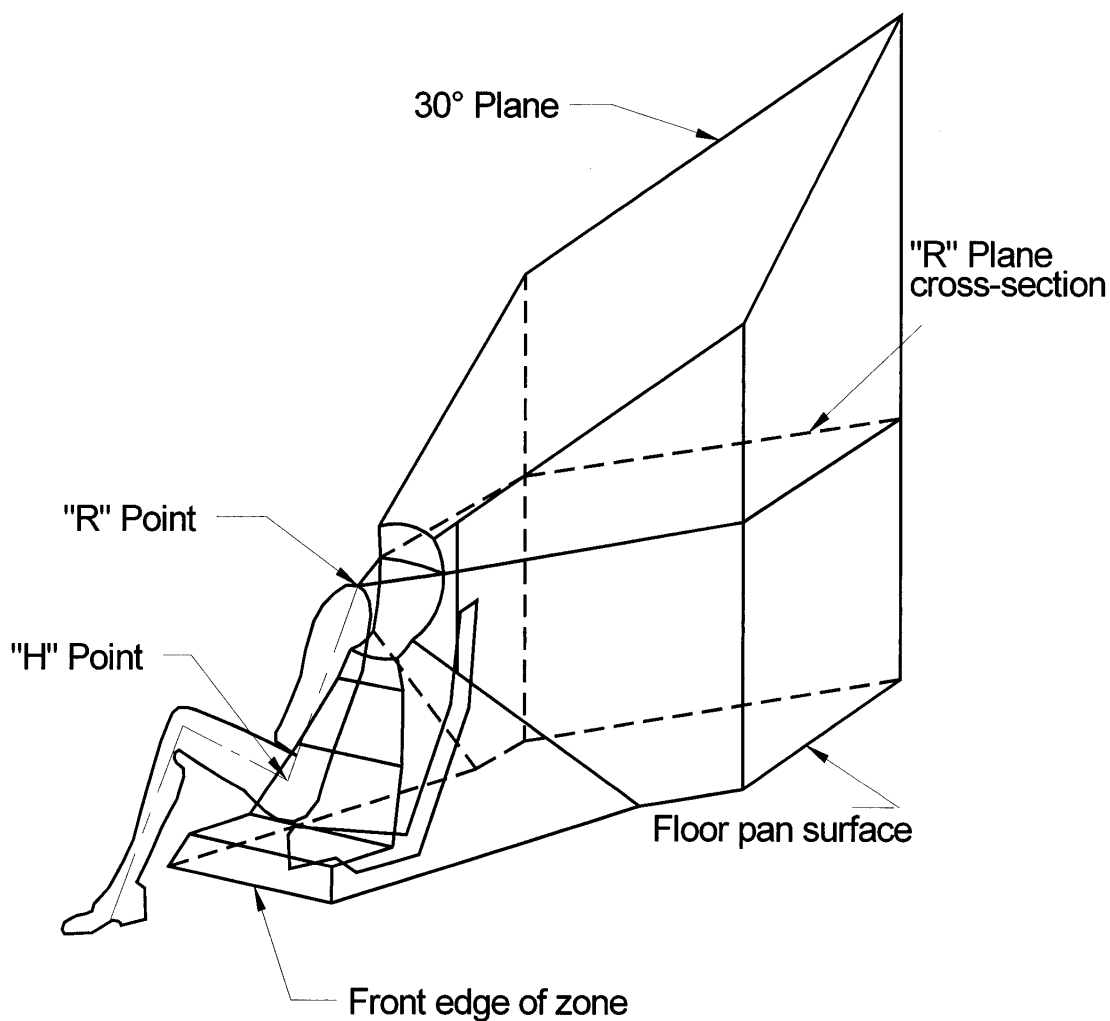 30° Plane
"R" Plane
cross-section
"R" Point
"H" Point
Floor pan surface
Front edge of zone